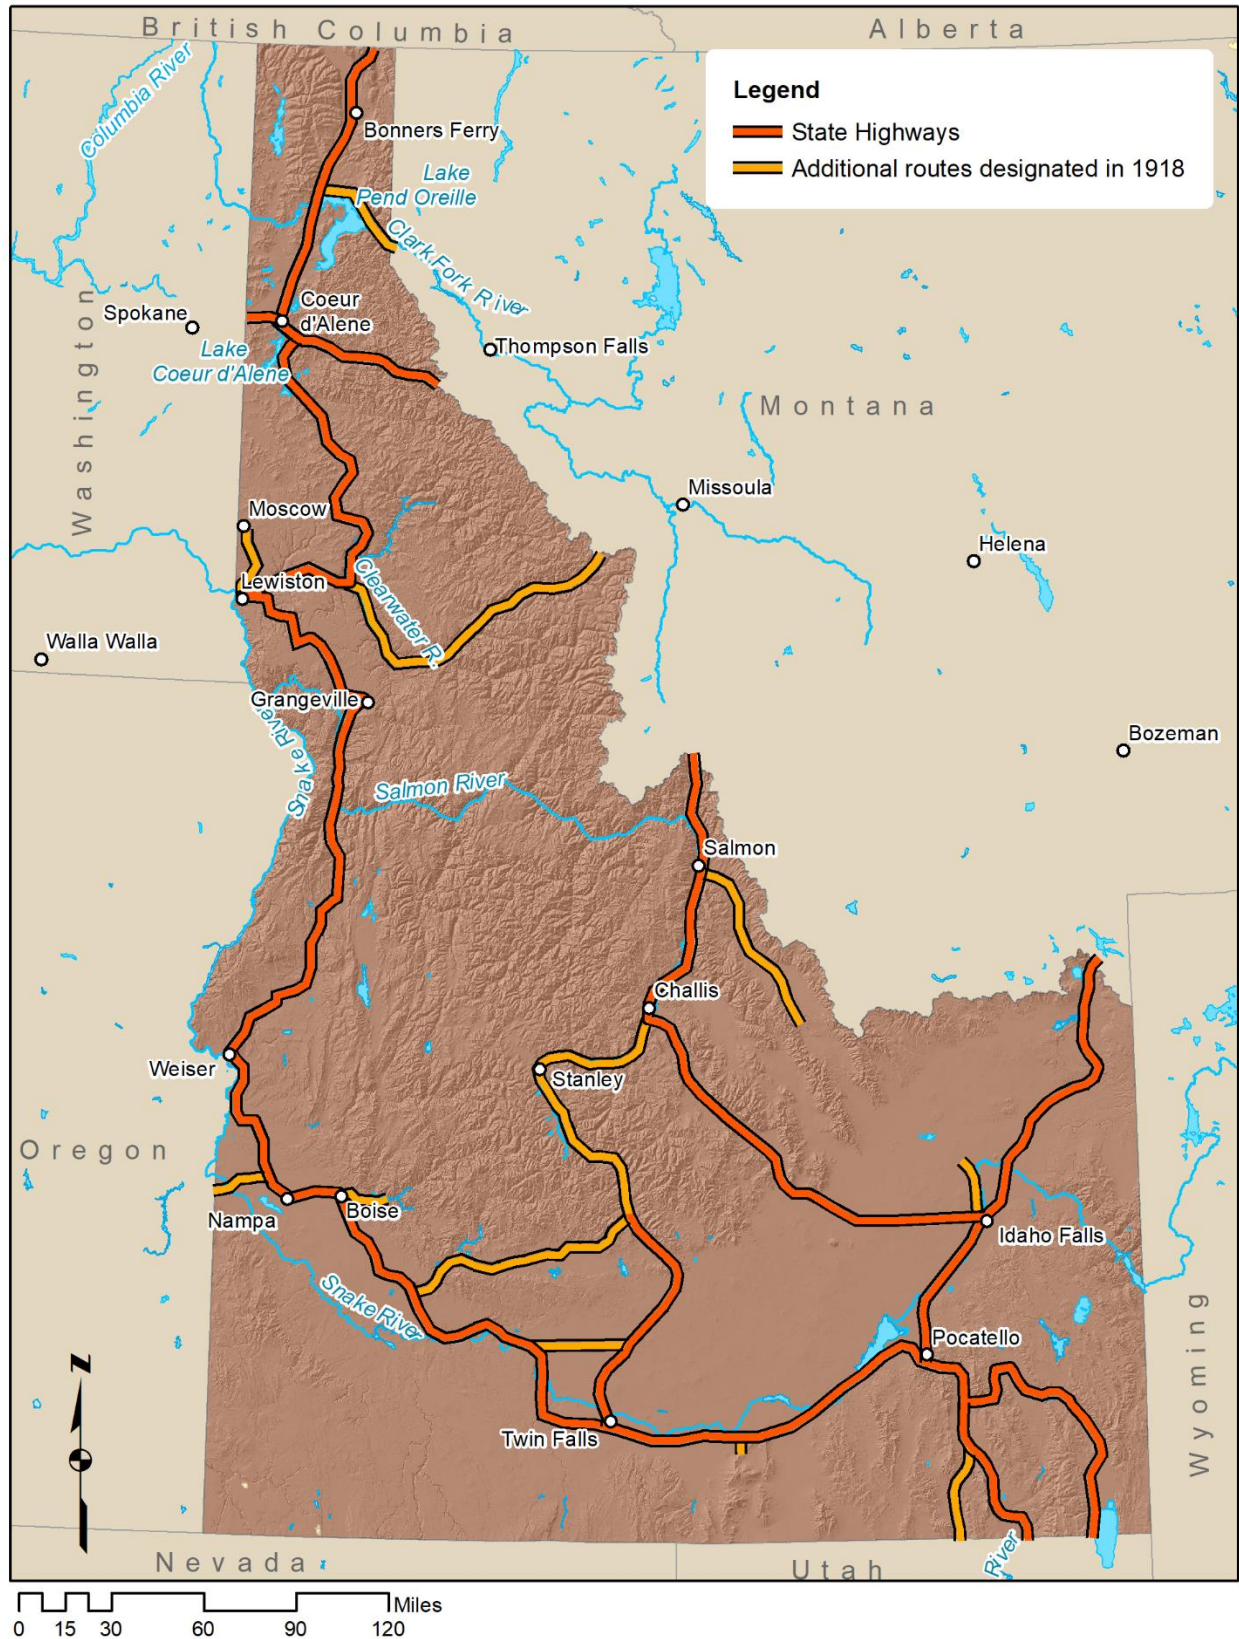 British Columbia
Alberta
Columbia River
Legend
State Highways
Additional routes designated in 1918
Bonners Ferry
Lake
Pend Oreille
Clark Fork River
Washington
Spokane
Coeur
d'Alene
Lake
Coeur d'Alene
Thompson Falls
Montana
Missoula
Moscow
Helena
Lewiston
Clearwater R.
Walla Walla
Grangeville
Snake River
Bozeman
Salmon River
Salmon
Challis
Weiser
Stanley
Oregon
Nampa
Boise
Idaho Falls
Snake River
Wyoming
Pocatello
Twin Falls
N
Nevada
Utah
River
Miles
0 15 30 60 90 120